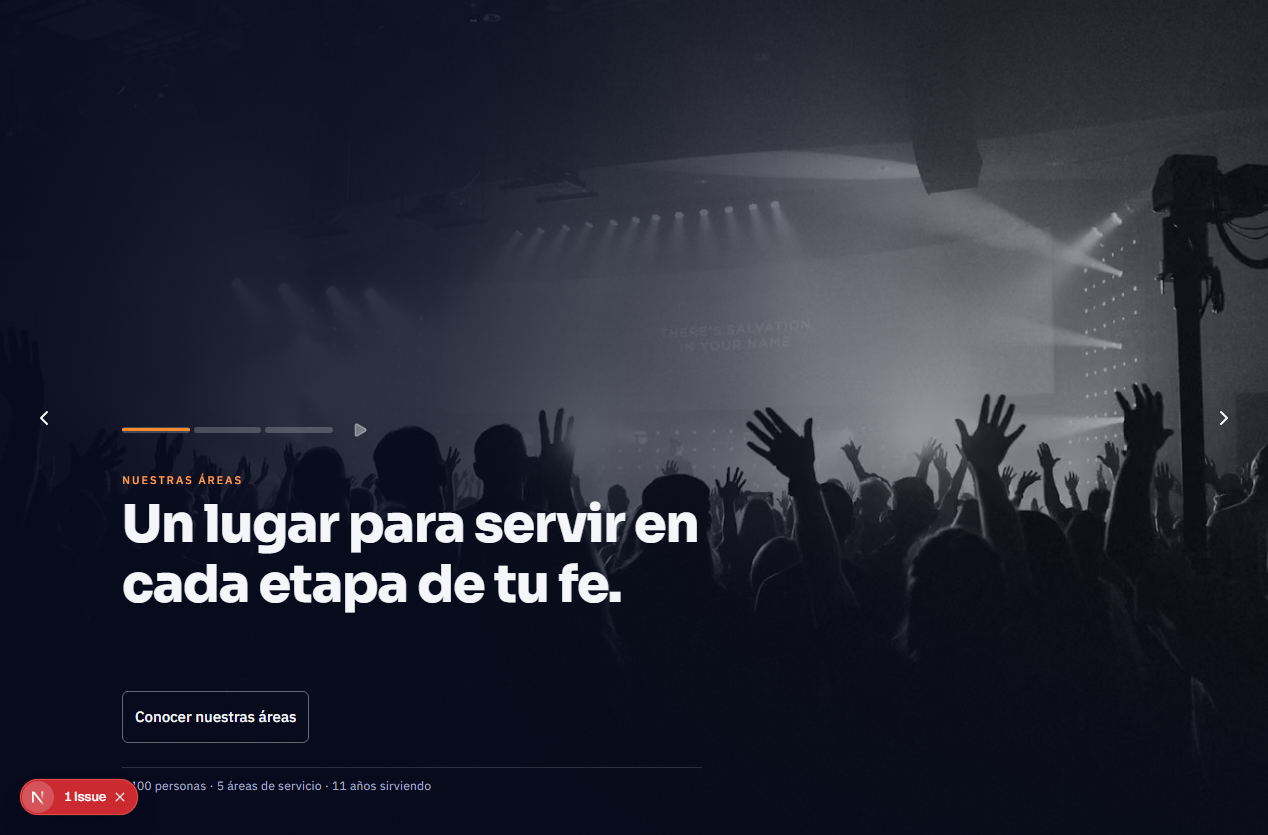 THERE'S SALVATION
IN YOUR NAME
NUESTRAS ÁREAS
Un lugar para servir en
cada etapa de tu fe.
Conocer nuestras áreas
personas · 5 áreas de servicio · 11 años sirviendo
N 1 Issue